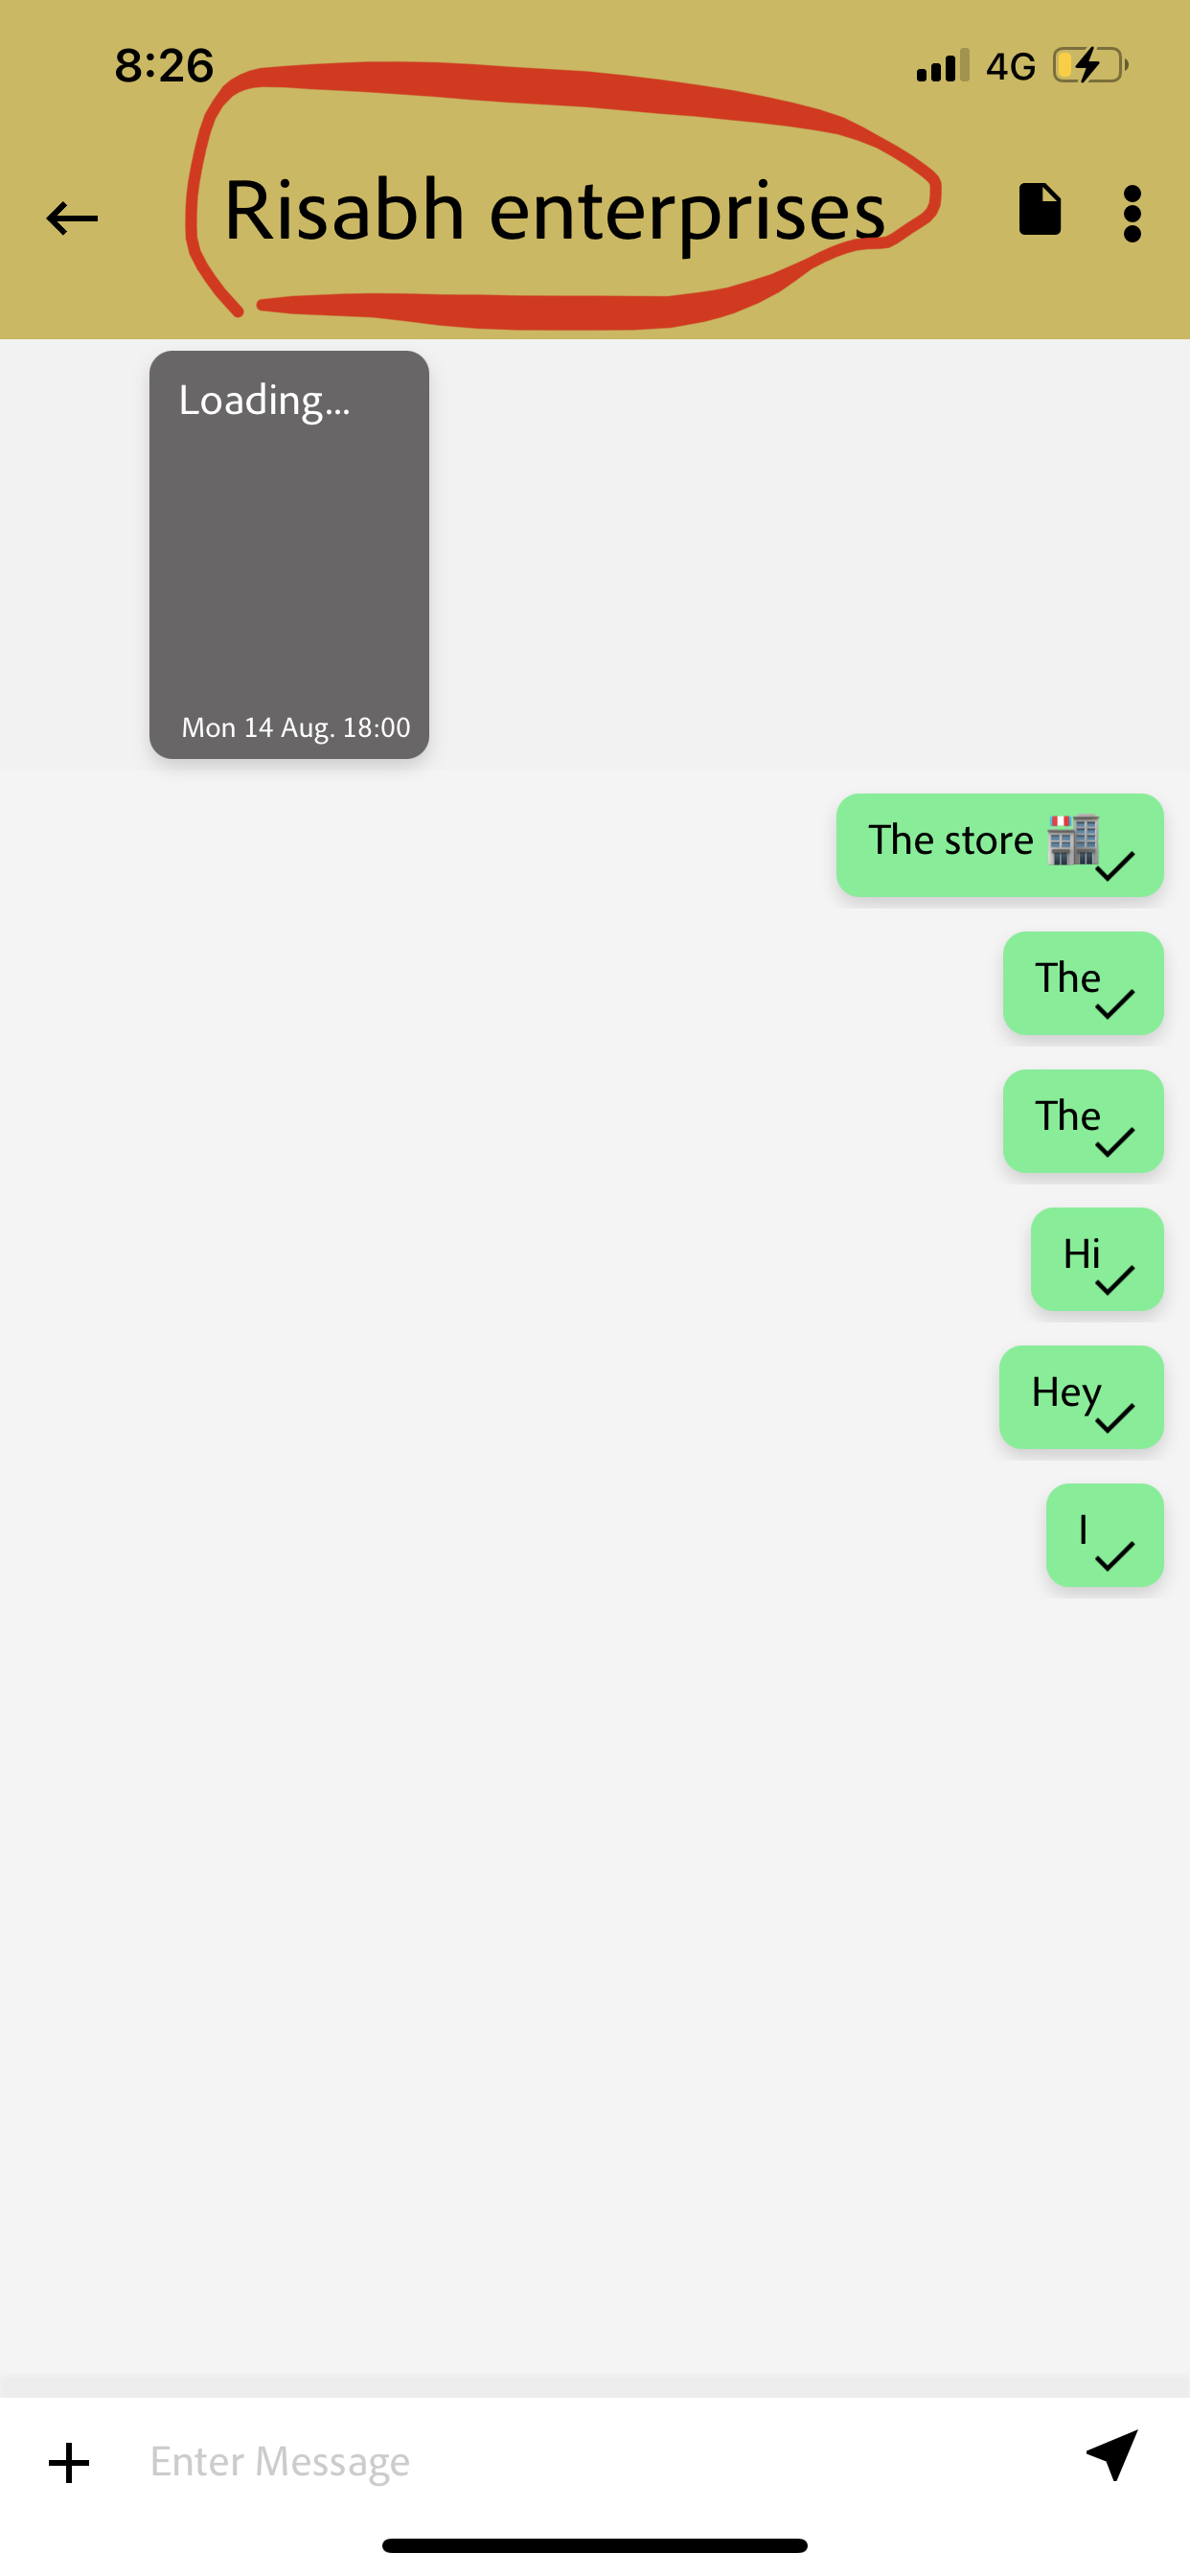 8:26 4G
Risabh enterprises
Loading...
Mon 14 Aug. 18:00
The store 🏬
The
The
Hi
Hey
I
Enter Message